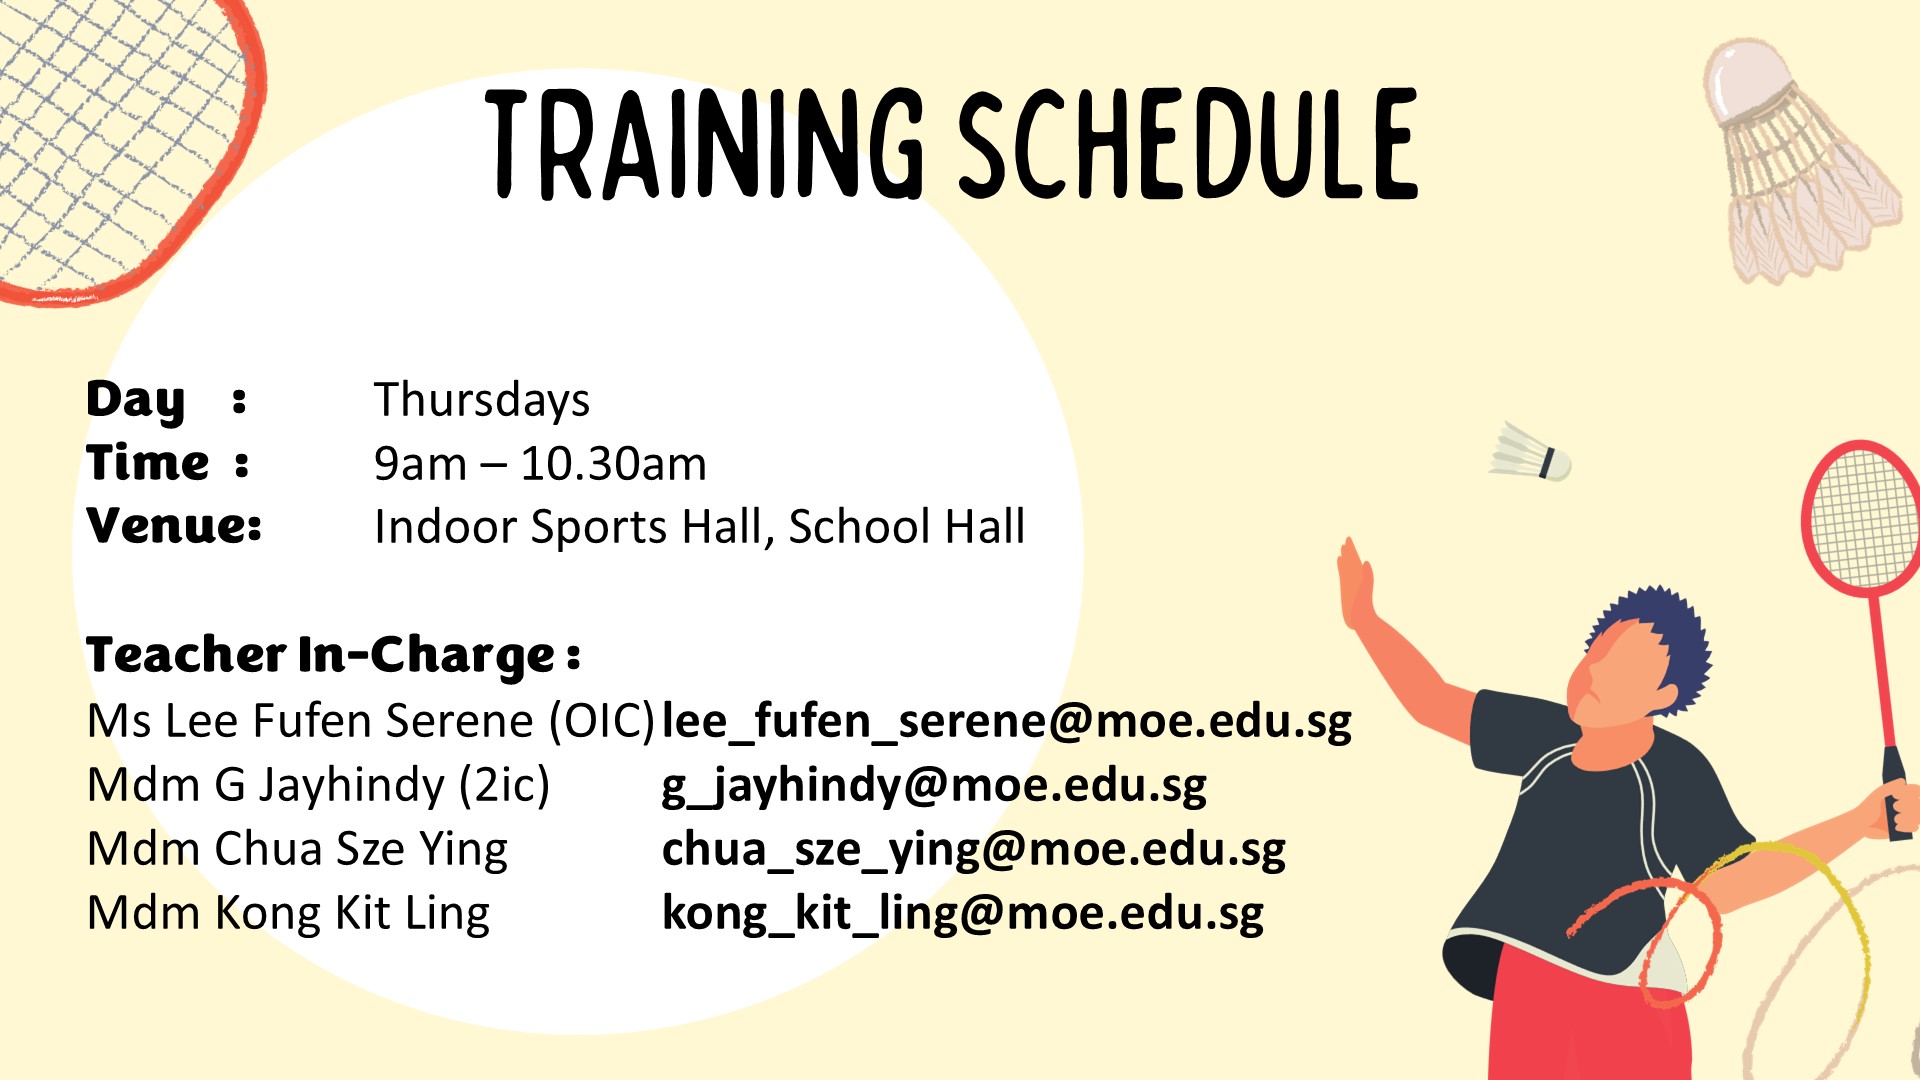 TRAINING SCHEDULE
Day : Thursdays
Time : 9am – 10.30am
Venue: Indoor Sports Hall, School Hall
Teacher In-Charge :
Ms Lee Fufen Serene (OIC) lee_fufen_serene@moe.edu.sg
Mdm G Jayhindy (2ic) g_jayhindy@moe.edu.sg
Mdm Chua Sze Ying chua_sze_ying@moe.edu.sg
Mdm Kong Kit Ling kong_kit_ling@moe.edu.sg